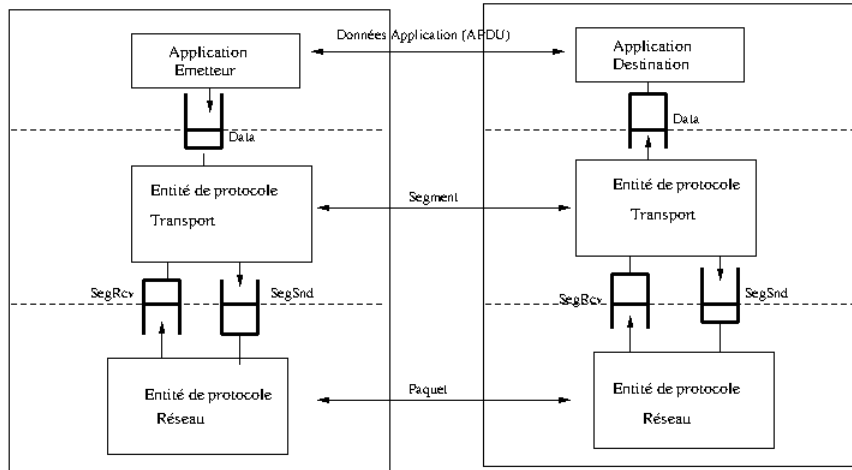 Données Application (APDU)
Application
Emetteur
Application
Destination
Data
Data
Entité de protocole
Transport
Segment
Entité de protocole
Transport
SegRcv
SegSnd
SegRcv
SegSnd
Entité de protocole
Réseau
Paquet
Entité de protocole
Réseau